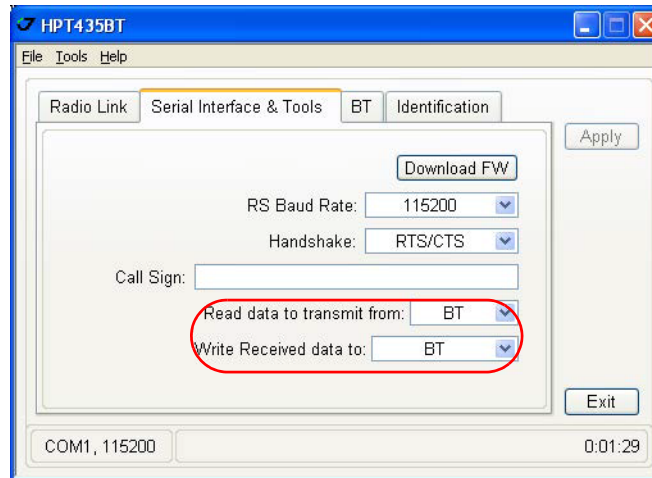 HPT435BT
File Tools Help
Radio Link Serial Interface & Tools BT Identification
Apply
Download FW
RS Baud Rate: 115200
Handshake: RTS/CTS
Call Sign:
Read data to transmit from: BT
Write Received data to: BT
Exit
COM1, 115200 0:01:29